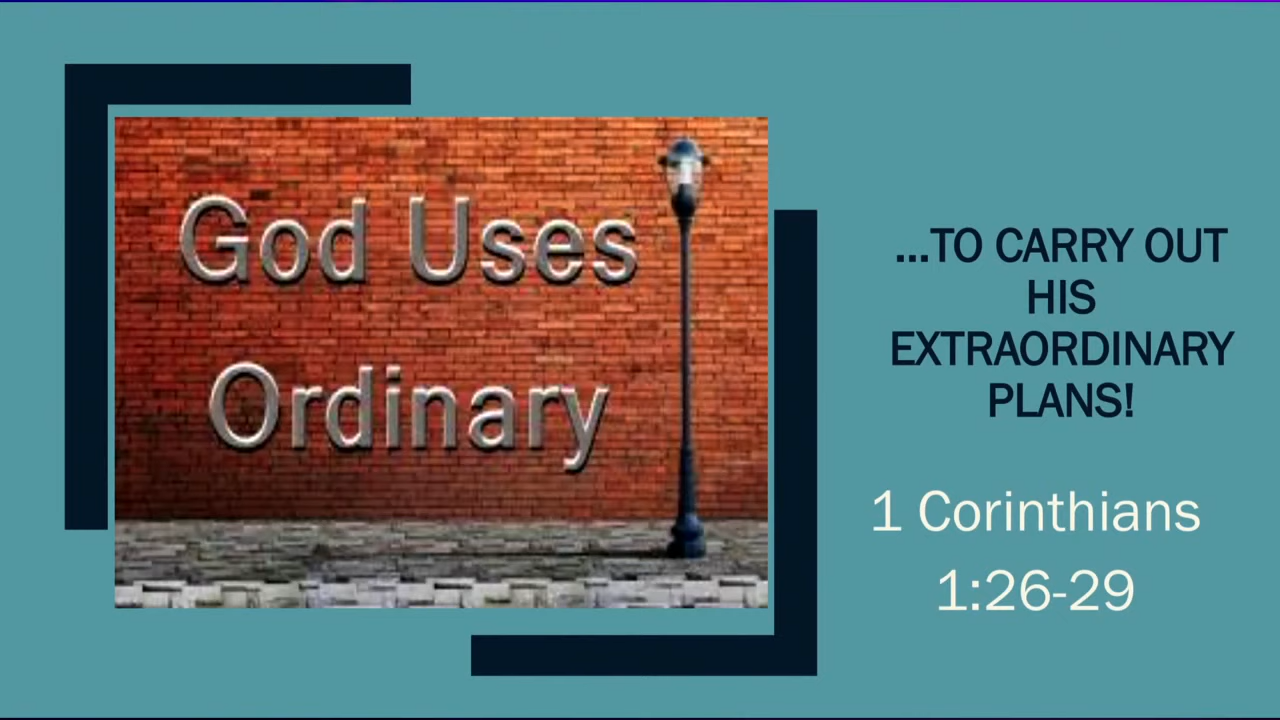 God Uses
Ordinary
...TO CARRY OUT
HIS
EXTRAORDINARY
PLANS!
1 Corinthians
1:26-29